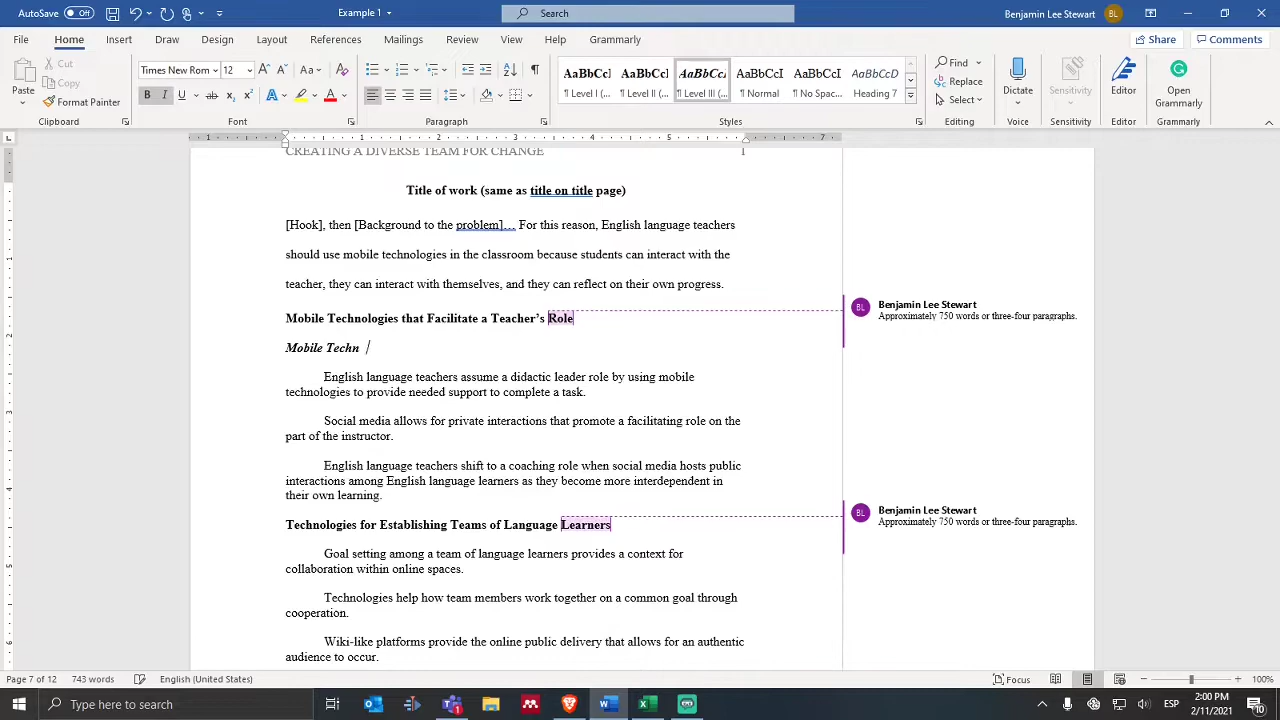 AutoSave Off Example 1 Search Benjamin Lee Stewart BL
File Home Insert Draw Design Layout References Mailings Review View Help Grammarly Share Comments
Paste Cut Copy Format Painter Clipboard
Times New Rom 12 Aa A A Font
Paragraph
AaBbCcI AaBbCcI AaBbCcI AaBbCcI AaBbCcI AaBbCcD
¶ Level I (... ¶ Level II (... ¶ Level III (... ¶ Normal ¶ No Spac... Heading 7
Styles
Find Replace Select Editing
Dictate Voice
Sensitivity Sensitivity
Editor Editor
Open Grammarly Grammarly
1 1 2 3 4 5 7
CREATING A DIVERSE TEAM FOR CHANGE 1
Title of work (same as title on title page)
[Hook], then [Background to the problem]… For this reason, English language teachers
should use mobile technologies in the classroom because students can interact with the
teacher, they can interact with themselves, and they can reflect on their own progress.
Mobile Technologies that Facilitate a Teacher’s Role
Mobile Techn
English language teachers assume a didactic leader role by using mobile
technologies to provide needed support to complete a task.
Social media allows for private interactions that promote a facilitating role on the
part of the instructor.
English language teachers shift to a coaching role when social media hosts public
interactions among English language learners as they become more interdependent in
their own learning.
Technologies for Establishing Teams of Language Learners
Goal setting among a team of language learners provides a context for
collaboration within online spaces.
Technologies help how team members work together on a common goal through
cooperation.
Wiki-like platforms provide the online public delivery that allows for an authentic
audience to occur.
BL Benjamin Lee Stewart
Approximately 750 words or three-four paragraphs.
BL Benjamin Lee Stewart
Approximately 750 words or three-four paragraphs.
Page 7 of 12 743 words English (United States) Focus 100%
Type here to search
2:00 PM
2/11/2021